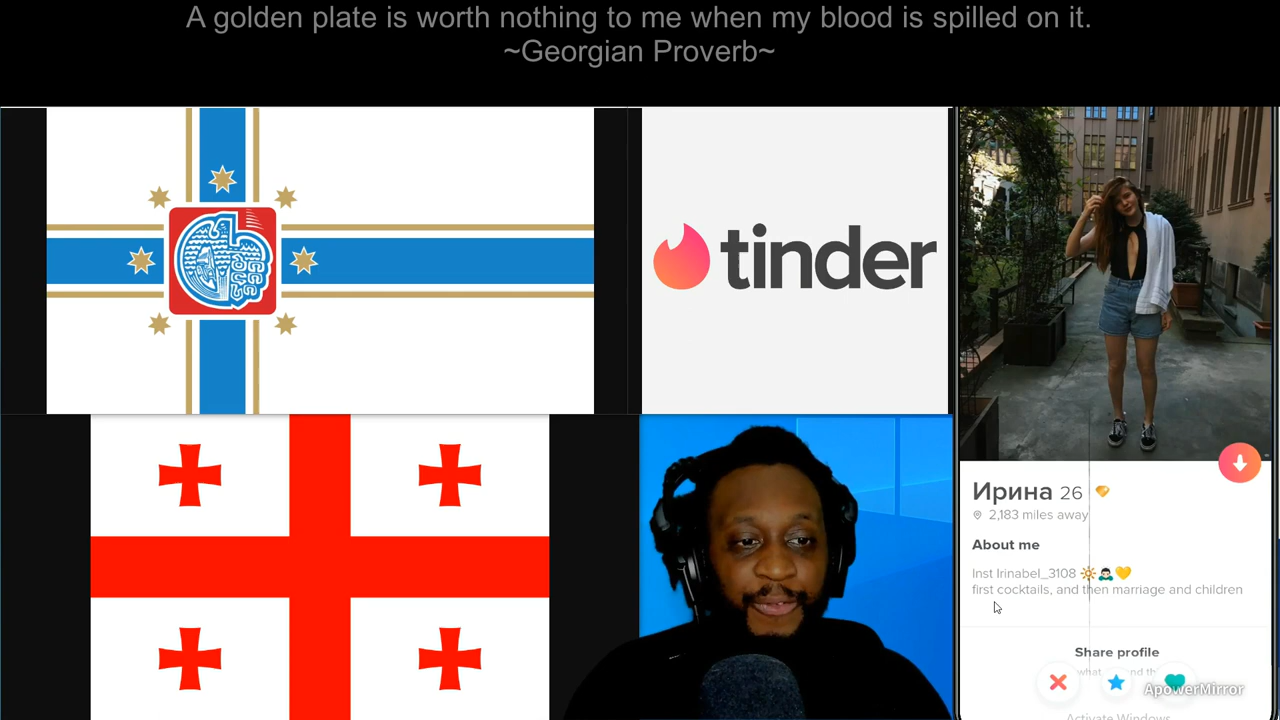 A golden plate is worth nothing to me when my blood is spilled on it.
~Georgian Proverb~
tinder
Ирина 26
2,183 miles away
About me
Inst Irinabel_3108 🔆🙅🏻‍♂️💛
first cocktails, and then marriage and children
Share profile
ApowerMirror
Activate Windows